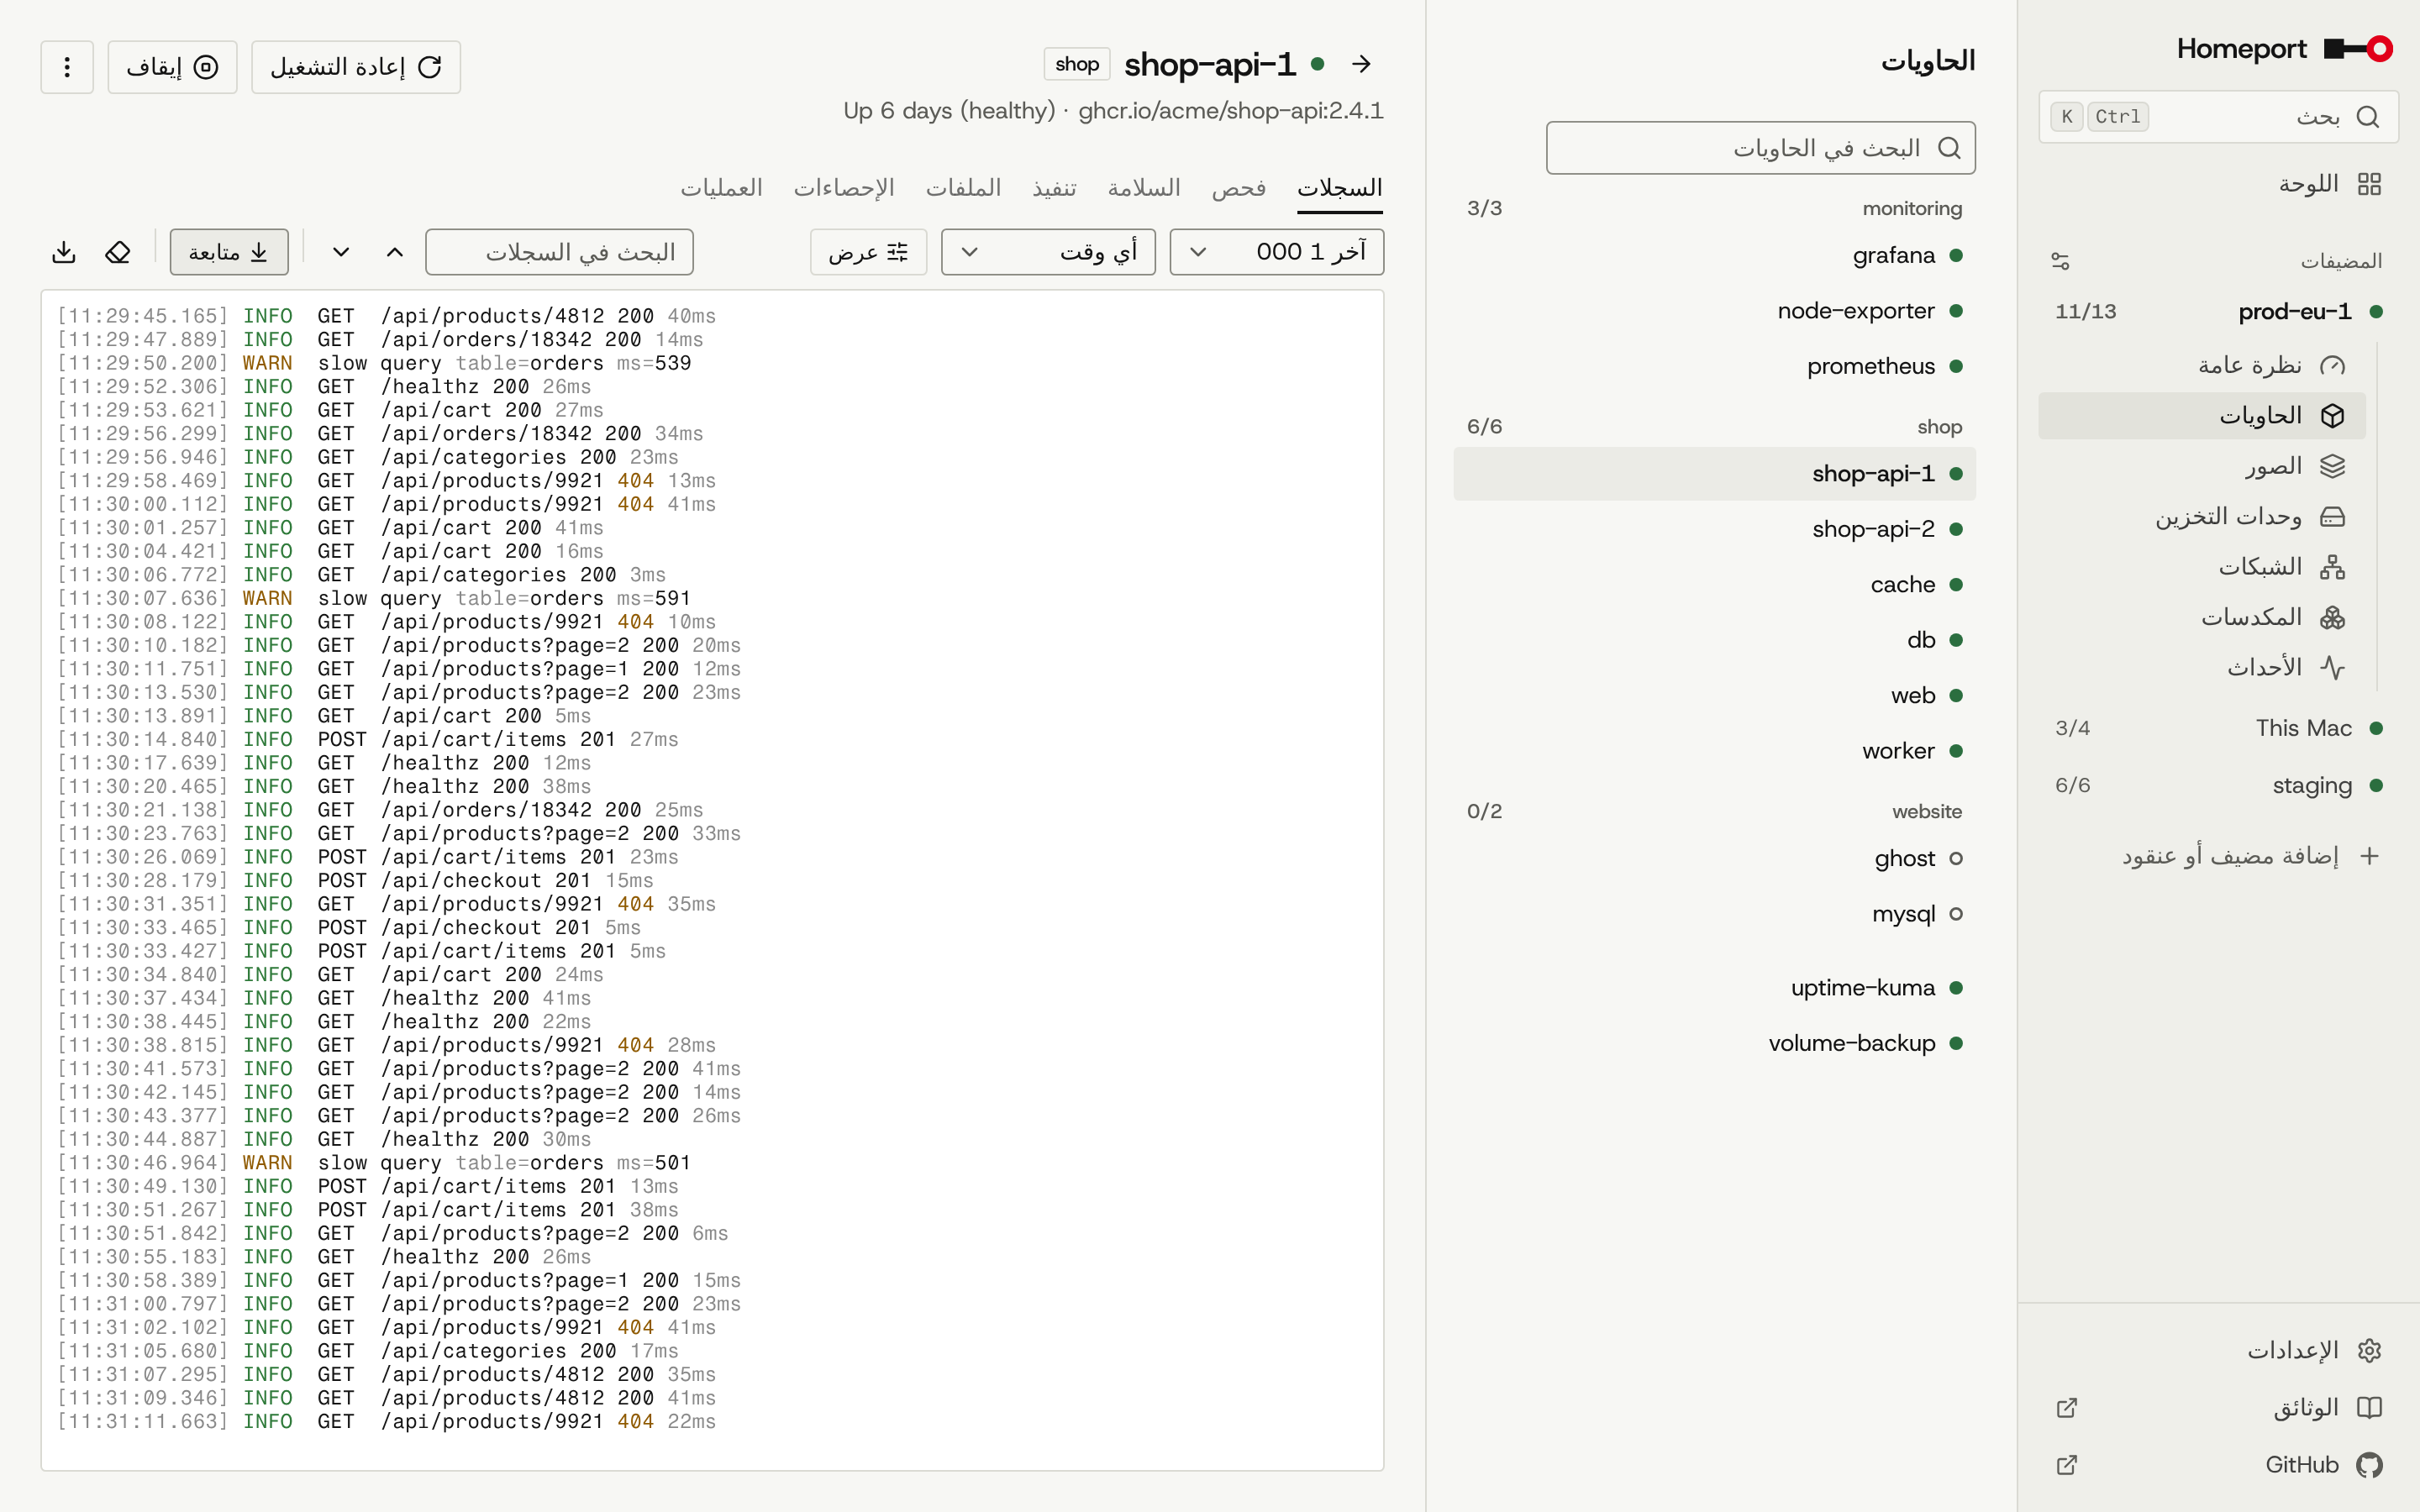 Homeport
بحث
Ctrl K
اللوحة
المضيفات
prod-eu-1 11/13
نظرة عامة
الحاويات
الصور
وحدات التخزين
الشبكات
المكدسات
الأحداث
This Mac 3/4
staging 6/6
إضافة مضيف أو عنقود
الإعدادات
الوثائق
GitHub
الحاويات
البحث في الحاويات
monitoring 3/3
grafana
node-exporter
prometheus
shop 6/6
shop-api-1
shop-api-2
cache
db
web
worker
website 0/2
ghost
mysql
uptime-kuma
volume-backup
shop-api-1 shop
Up 6 days (healthy) · ghcr.io/acme/shop-api:2.4.1
إعادة التشغيل
إيقاف
السجلات فحص السلامة تنفيذ الملفات الإحصاءات العمليات
آخر 1 000
أي وقت
عرض
البحث في السجلات
متابعة
[11:29:45.165] INFO GET /api/products/4812 200 40ms
[11:29:47.889] INFO GET /api/orders/18342 200 14ms
[11:29:50.200] WARN slow query table=orders ms=539
[11:29:52.306] INFO GET /healthz 200 26ms
[11:29:53.621] INFO GET /api/cart 200 27ms
[11:29:56.299] INFO GET /api/orders/18342 200 34ms
[11:29:56.946] INFO GET /api/categories 200 23ms
[11:29:58.469] INFO GET /api/products/9921 404 13ms
[11:30:00.112] INFO GET /api/products/9921 404 41ms
[11:30:01.257] INFO GET /api/cart 200 41ms
[11:30:04.421] INFO GET /api/cart 200 16ms
[11:30:06.772] INFO GET /api/categories 200 3ms
[11:30:07.636] WARN slow query table=orders ms=591
[11:30:08.122] INFO GET /api/products/9921 404 10ms
[11:30:10.182] INFO GET /api/products?page=2 200 20ms
[11:30:11.751] INFO GET /api/products?page=1 200 12ms
[11:30:13.530] INFO GET /api/products?page=2 200 23ms
[11:30:13.891] INFO GET /api/cart 200 5ms
[11:30:14.840] INFO POST /api/cart/items 201 27ms
[11:30:17.639] INFO GET /healthz 200 12ms
[11:30:20.465] INFO GET /healthz 200 38ms
[11:30:21.138] INFO GET /api/orders/18342 200 25ms
[11:30:23.763] INFO GET /api/products?page=2 200 33ms
[11:30:26.069] INFO POST /api/cart/items 201 23ms
[11:30:28.179] INFO POST /api/checkout 201 15ms
[11:30:31.351] INFO GET /api/products/9921 404 35ms
[11:30:33.465] INFO POST /api/checkout 201 5ms
[11:30:33.427] INFO POST /api/cart/items 201 5ms
[11:30:34.840] INFO GET /api/cart 200 24ms
[11:30:37.434] INFO GET /healthz 200 41ms
[11:30:38.445] INFO GET /healthz 200 22ms
[11:30:38.815] INFO GET /api/products/9921 404 28ms
[11:30:41.573] INFO GET /api/products?page=2 200 41ms
[11:30:42.145] INFO GET /api/products?page=2 200 14ms
[11:30:43.377] INFO GET /api/products?page=2 200 26ms
[11:30:44.887] INFO GET /healthz 200 30ms
[11:30:46.964] WARN slow query table=orders ms=501
[11:30:49.130] INFO POST /api/cart/items 201 13ms
[11:30:51.267] INFO POST /api/cart/items 201 38ms
[11:30:51.842] INFO GET /api/products?page=2 200 6ms
[11:30:55.183] INFO GET /healthz 200 26ms
[11:30:58.389] INFO GET /api/products?page=1 200 15ms
[11:31:00.797] INFO GET /api/products?page=2 200 23ms
[11:31:02.102] INFO GET /api/products/9921 404 41ms
[11:31:05.680] INFO GET /api/categories 200 17ms
[11:31:07.295] INFO GET /api/products/4812 200 35ms
[11:31:09.346] INFO GET /api/products/4812 200 41ms
[11:31:11.663] INFO GET /api/products/9921 404 22ms